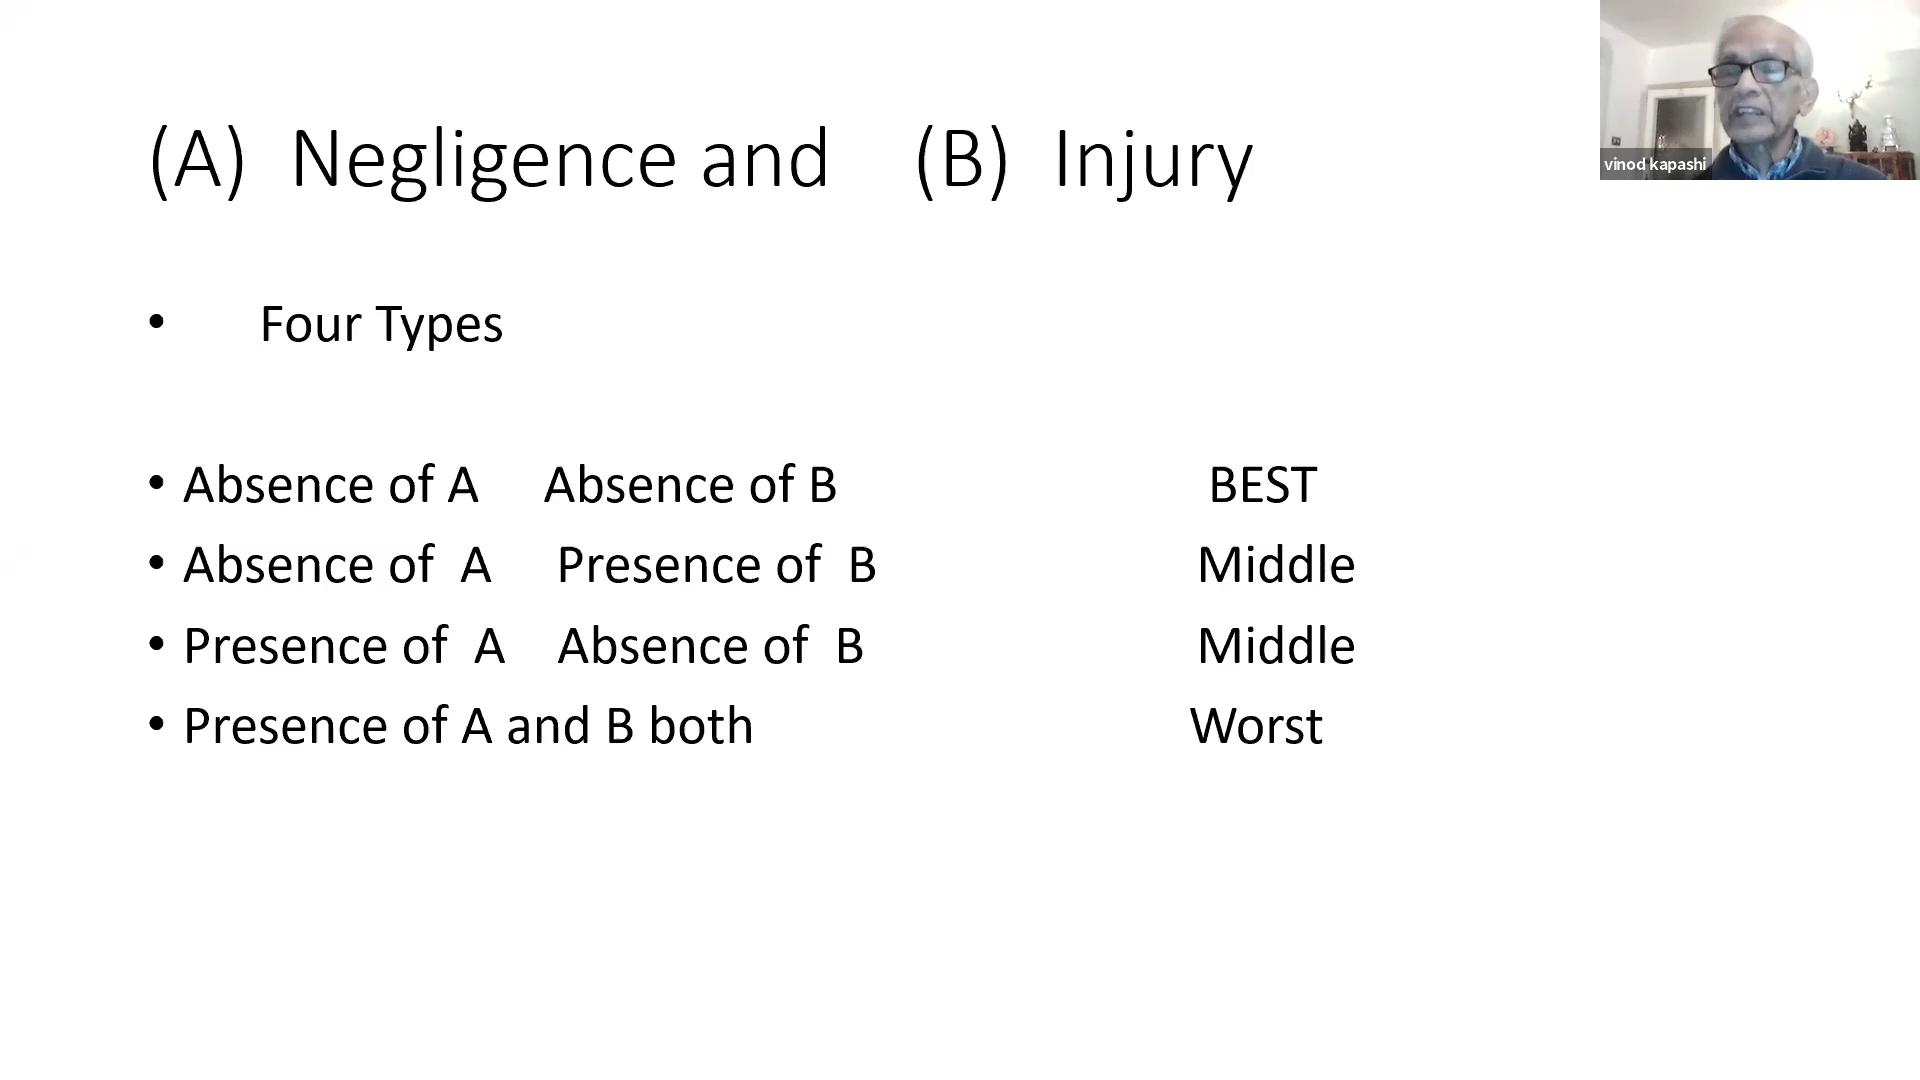 (A) Negligence and (B) Injury
vinod kapashi
• Four Types
• Absence of A Absence of B BEST
• Absence of A Presence of B Middle
• Presence of A Absence of B Middle
• Presence of A and B both Worst